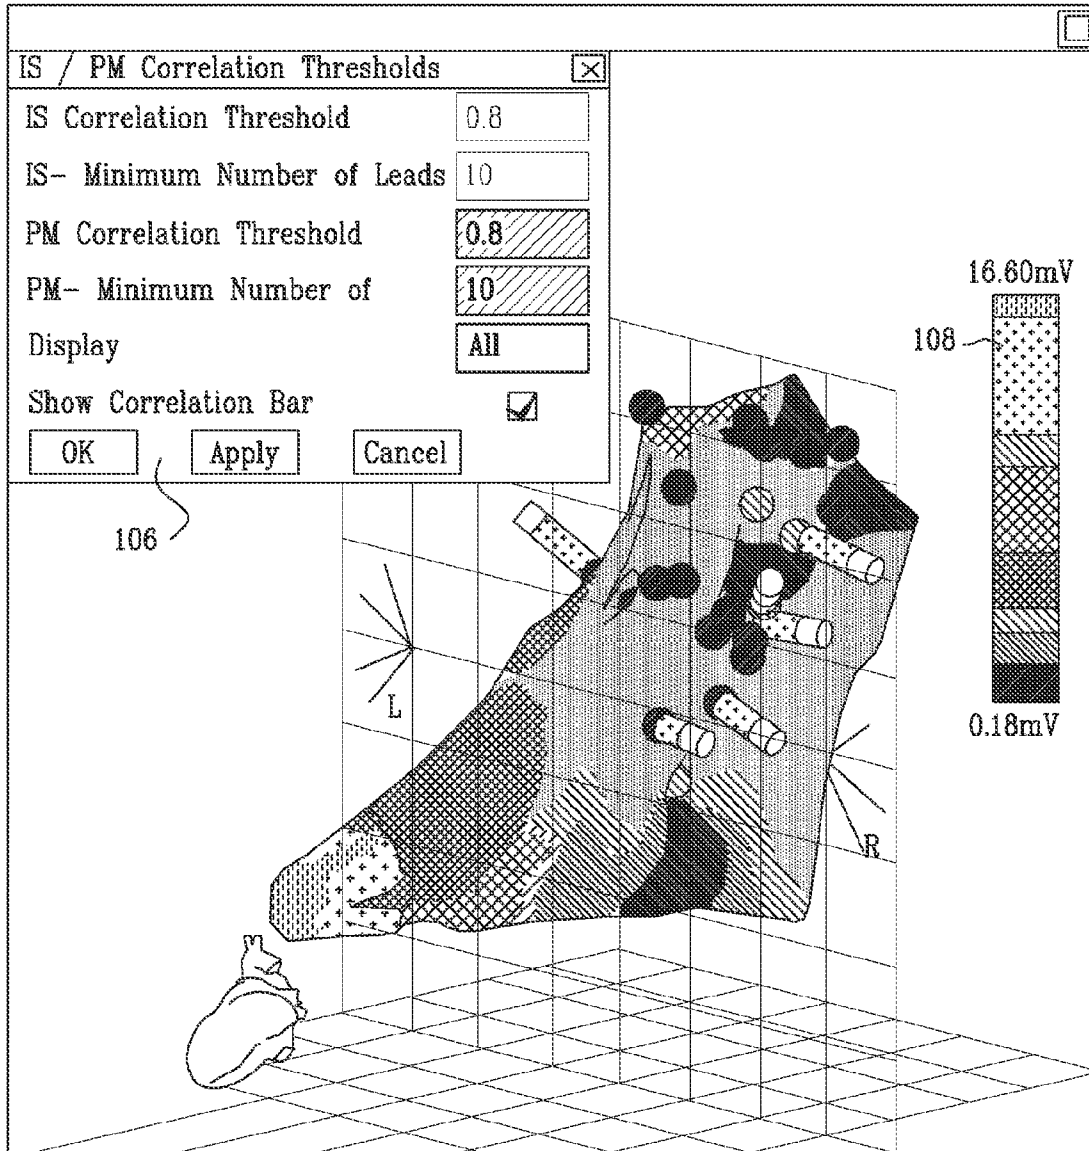 IS / PM Correlation Thresholds
IS Correlation Threshold 0.8
IS- Minimum Number of Leads 10
PM Correlation Threshold 0.8
PM- Minimum Number of 10
Display All
Show Correlation Bar
OK Apply Cancel
106
16.60mV
108
0.18mV
L
R